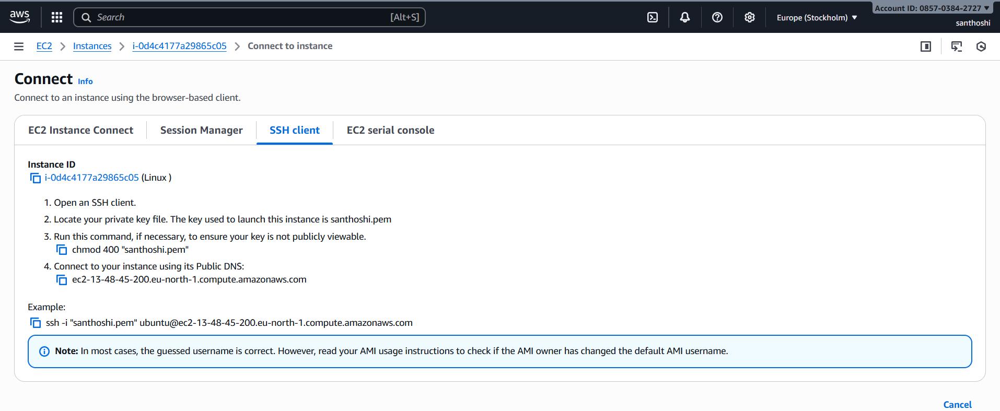 aws
Search
[Alt+S]
Europe (Stockholm)
Account ID: 0857-0384-2727
santhoshi
EC2 Instances i-0d4c4177a29865c05 Connect to instance
Connect Info
Connect to an instance using the browser-based client.
EC2 Instance Connect
Session Manager
SSH client
EC2 serial console
Instance ID
i-0d4c4177a29865c05 (Linux )
1. Open an SSH client.
2. Locate your private key file. The key used to launch this instance is santhoshi.pem
3. Run this command, if necessary, to ensure your key is not publicly viewable.
chmod 400 "santhoshi.pem"
4. Connect to your instance using its Public DNS:
ec2-13-48-45-200.eu-north-1.compute.amazonaws.com
Example:
ssh -i "santhoshi.pem" ubuntu@ec2-13-48-45-200.eu-north-1.compute.amazonaws.com
Note: In most cases, the guessed username is correct. However, read your AMI usage instructions to check if the AMI owner has changed the default AMI username.
Cancel